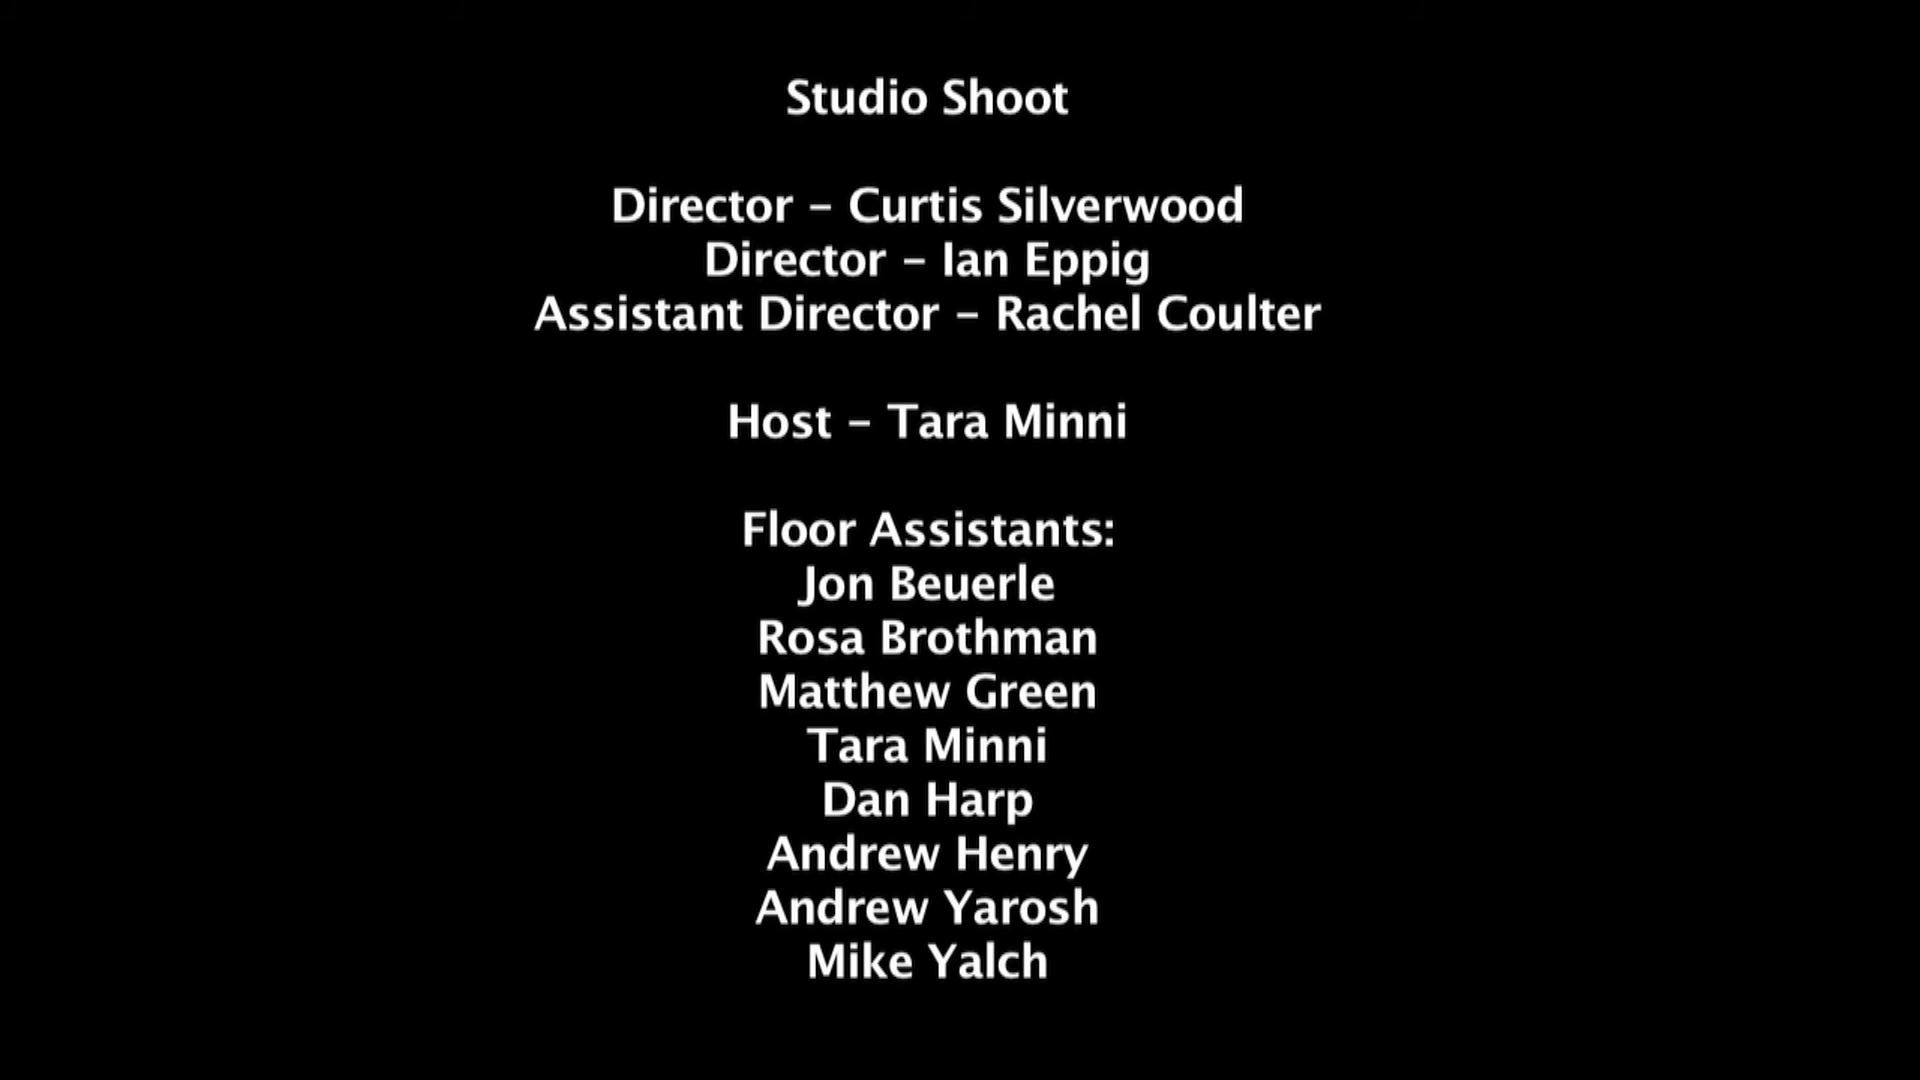 Studio Shoot
Director – Curtis Silverwood
Director – Ian Eppig
Assistant Director – Rachel Coulter
Host – Tara Minni
Floor Assistants:
Jon Beuerle
Rosa Brothman
Matthew Green
Tara Minni
Dan Harp
Andrew Henry
Andrew Yarosh
Mike Yalch